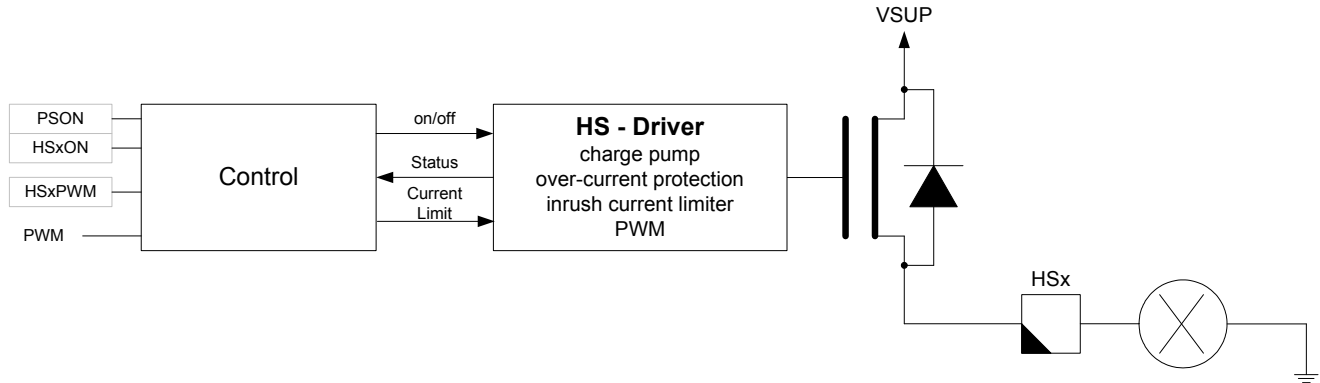 VSUP
PSON
HSxON
HSxPWM
PWM
Control
on/off
Status
Current
Limit
HS - Driver
charge pump
over-current protection
inrush current limiter
PWM
HSx